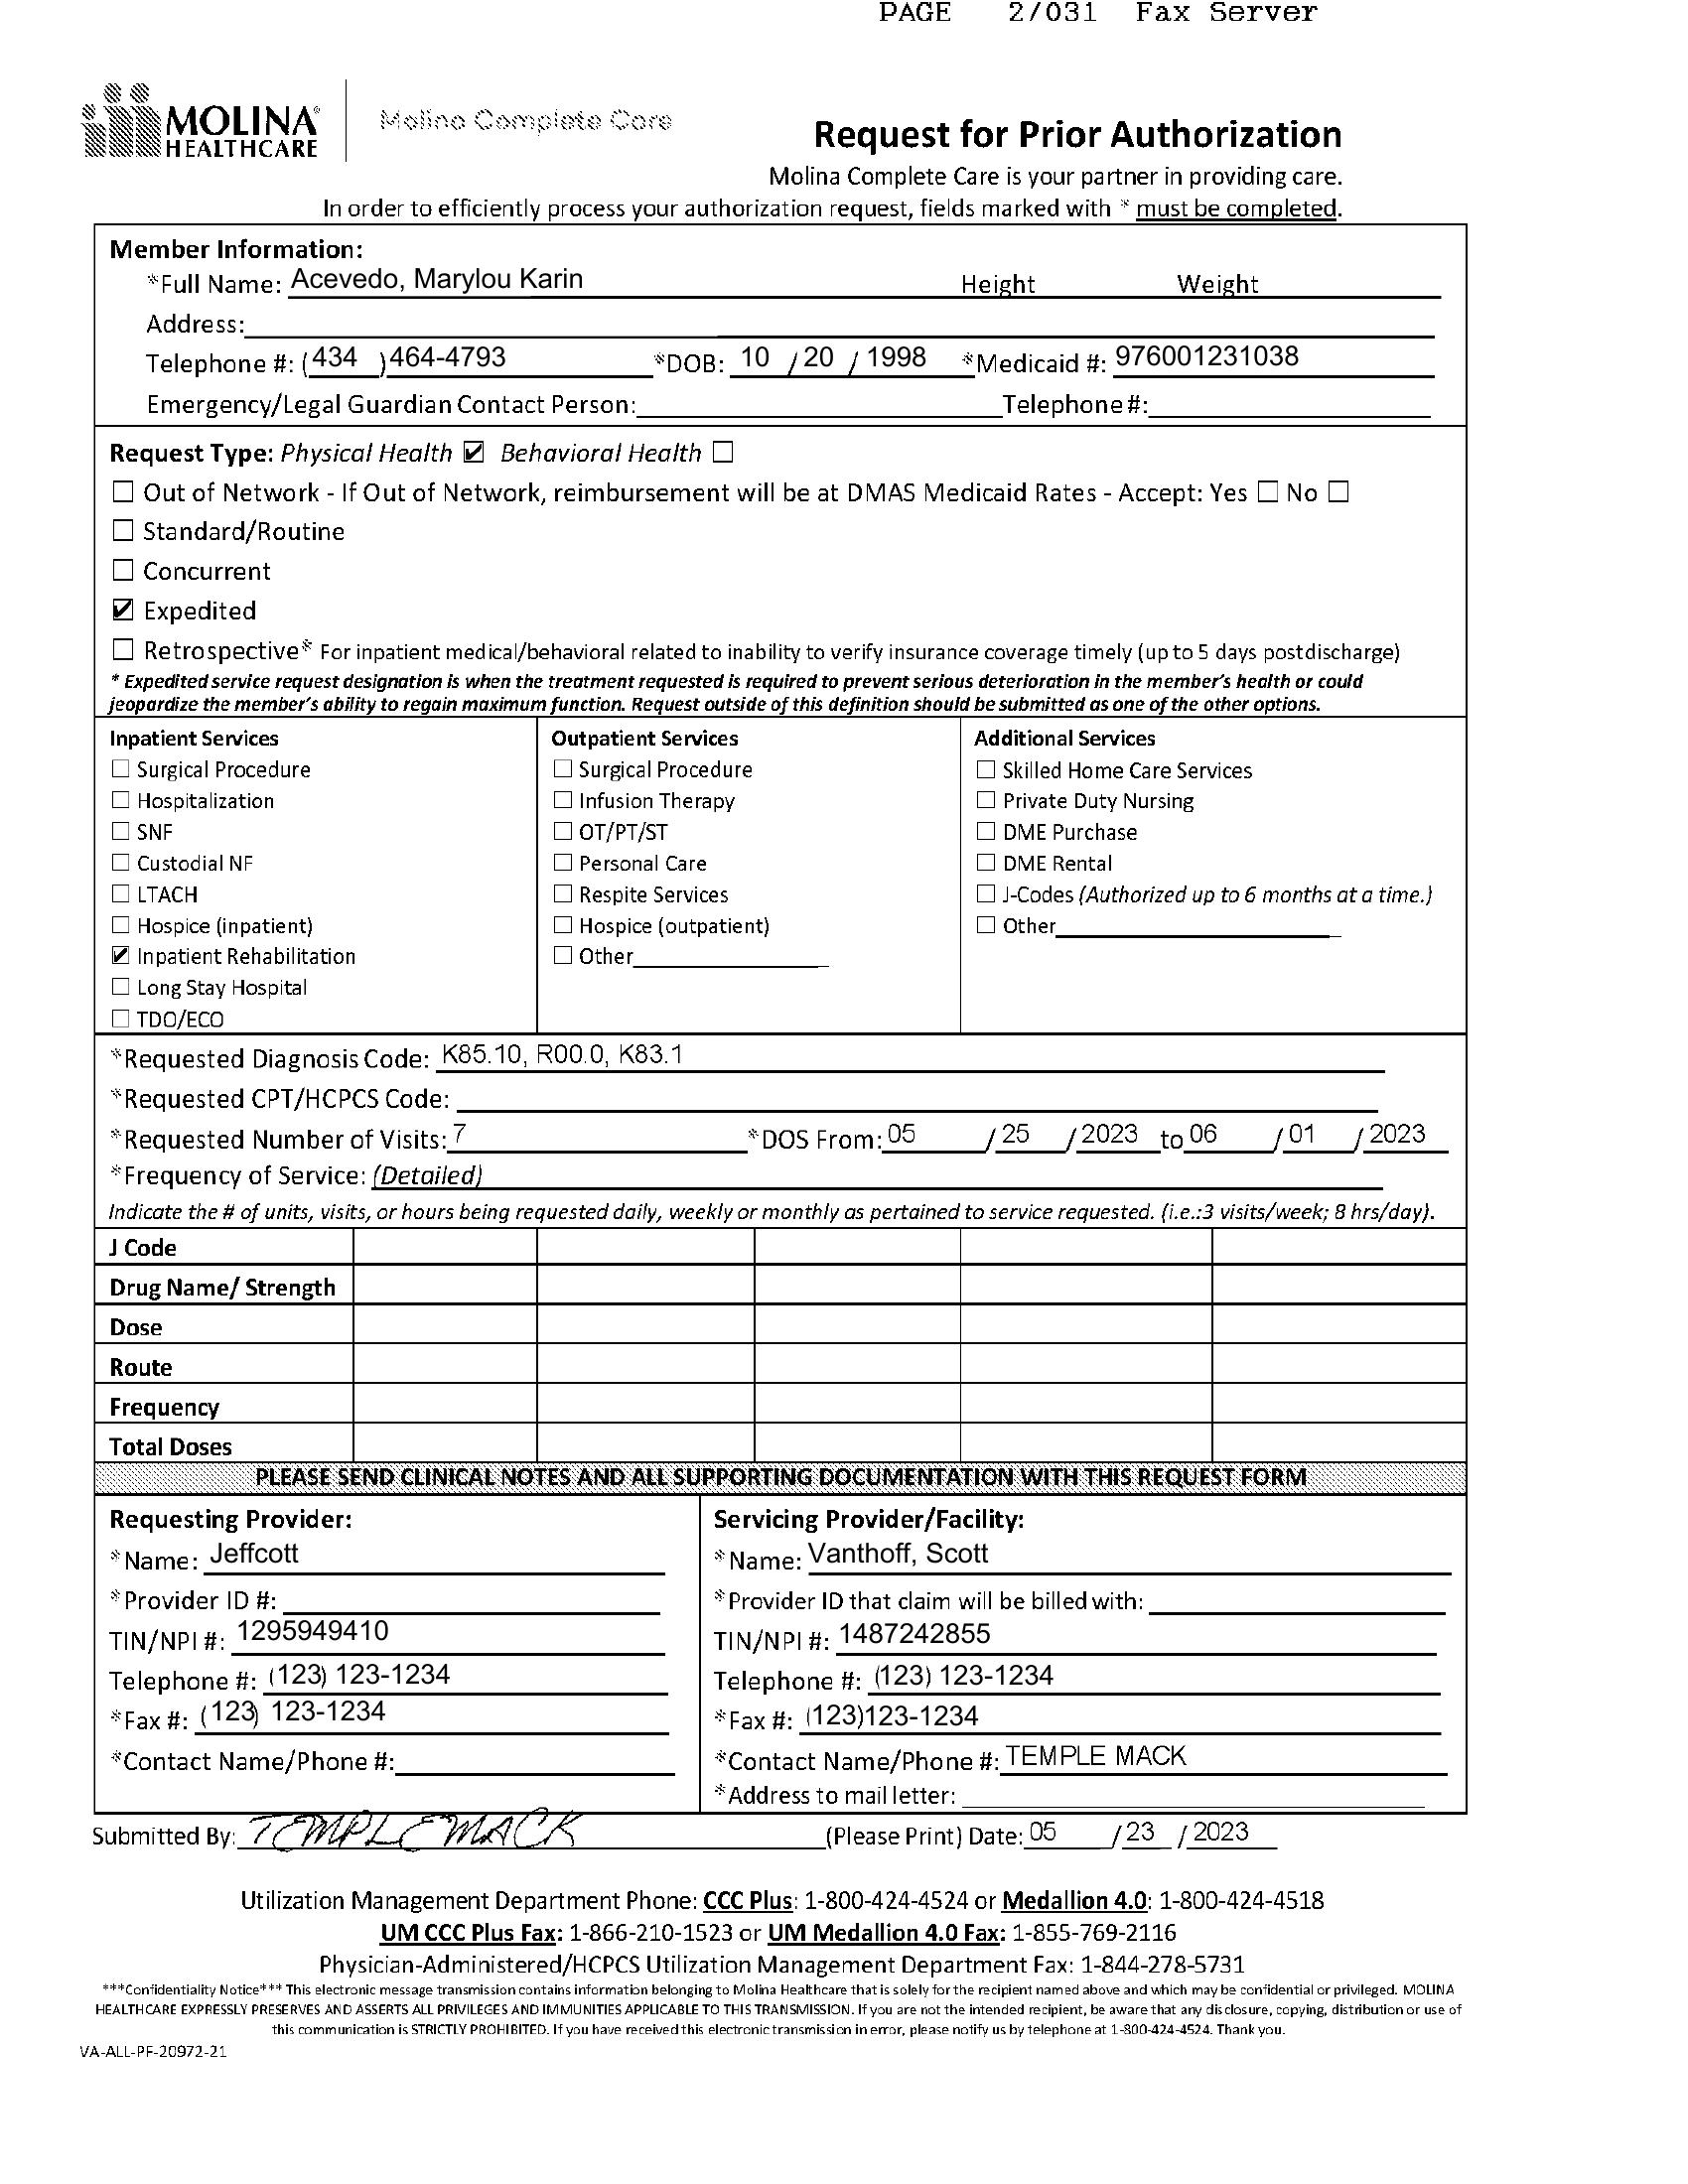 PAGE 2/031 Fax Server
MOLINA®
HEALTHCARE
Molina Complete Care
Request for Prior Authorization
Molina Complete Care is your partner in providing care.
In order to efficiently process your authorization request, fields marked with * must be completed.
Member Information:
*Full Name: Acevedo, Marylou Karin Height Weight
Address:
Telephone #: (434 )464-4793 *DOB: 10 / 20 / 1998 *Medicaid #: 976001231038
Emergency/Legal Guardian Contact Person: Telephone #:
Request Type: Physical Health ☑ Behavioral Health ☐
☐ Out of Network - If Out of Network, reimbursement will be at DMAS Medicaid Rates - Accept: Yes ☐ No ☐
☐ Standard/Routine
☐ Concurrent
☑ Expedited
☐ Retrospective* For inpatient medical/behavioral related to inability to verify insurance coverage timely (up to 5 days postdischarge)
* Expedited service request designation is when the treatment requested is required to prevent serious deterioration in the member's health or could
jeopardize the member's ability to regain maximum function. Request outside of this definition should be submitted as one of the other options.
Inpatient Services
☐ Surgical Procedure
☐ Hospitalization
☐ SNF
☐ Custodial NF
☐ LTACH
☐ Hospice (inpatient)
☑ Inpatient Rehabilitation
☐ Long Stay Hospital
☐ TDO/ECO
Outpatient Services
☐ Surgical Procedure
☐ Infusion Therapy
☐ OT/PT/ST
☐ Personal Care
☐ Respite Services
☐ Hospice (outpatient)
☐ Other
Additional Services
☐ Skilled Home Care Services
☐ Private Duty Nursing
☐ DME Purchase
☐ DME Rental
☐ J-Codes (Authorized up to 6 months at a time.)
☐ Other
*Requested Diagnosis Code: K85.10, R00.0, K83.1
*Requested CPT/HCPCS Code:
*Requested Number of Visits: 7 *DOS From: 05 / 25 / 2023 to 06 / 01 / 2023
*Frequency of Service: (Detailed)
Indicate the # of units, visits, or hours being requested daily, weekly or monthly as pertained to service requested. (i.e.:3 visits/week; 8 hrs/day).
J Code
Drug Name/ Strength
Dose
Route
Frequency
Total Doses
PLEASE SEND CLINICAL NOTES AND ALL SUPPORTING DOCUMENTATION WITH THIS REQUEST FORM
Requesting Provider:
*Name: Jeffcott
*Provider ID #:
TIN/NPI #: 1295949410
Telephone #: (123) 123-1234
*Fax #: (123) 123-1234
*Contact Name/Phone #:
Servicing Provider/Facility:
*Name: Vanthoff, Scott
*Provider ID that claim will be billed with:
TIN/NPI #: 1487242855
Telephone #: (123) 123-1234
*Fax #: (123)123-1234
*Contact Name/Phone #: TEMPLE MACK
*Address to mail letter:
Submitted By: TEMPLE MACK (Please Print) Date: 05 / 23 / 2023
Utilization Management Department Phone: CCC Plus: 1-800-424-4524 or Medallion 4.0: 1-800-424-4518
UM CCC Plus Fax: 1-866-210-1523 or UM Medallion 4.0 Fax: 1-855-769-2116
Physician-Administered/HCPCS Utilization Management Department Fax: 1-844-278-5731
***Confidentiality Notice*** This electronic message transmission contains information belonging to Molina Healthcare that is solely for the recipient named above and which may be confidential or privileged. MOLINA
HEALTHCARE EXPRESSLY PRESERVES AND ASSERTS ALL PRIVILEGES AND IMMUNITIES APPLICABLE TO THIS TRANSMISSION. If you are not the intended recipient, be aware that any disclosure, copying, distribution or use of
this communication is STRICTLY PROHIBITED. If you have received this electronic transmission in error, please notify us by telephone at 1-800-424-4524. Thank you.
VA-ALL-PF-20972-21